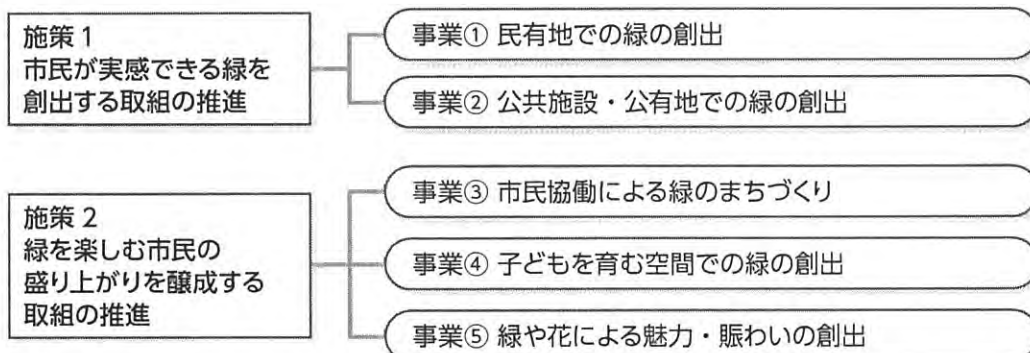 施策 1
市民が実感できる緑を
創出する取組の推進
事業① 民有地での緑の創出
事業② 公共施設・公有地での緑の創出
施策 2
緑を楽しむ市民の
盛り上がりを醸成する
取組の推進
事業③ 市民協働による緑のまちづくり
事業④ 子どもを育む空間での緑の創出
事業⑤ 緑や花による魅力・賑わいの創出